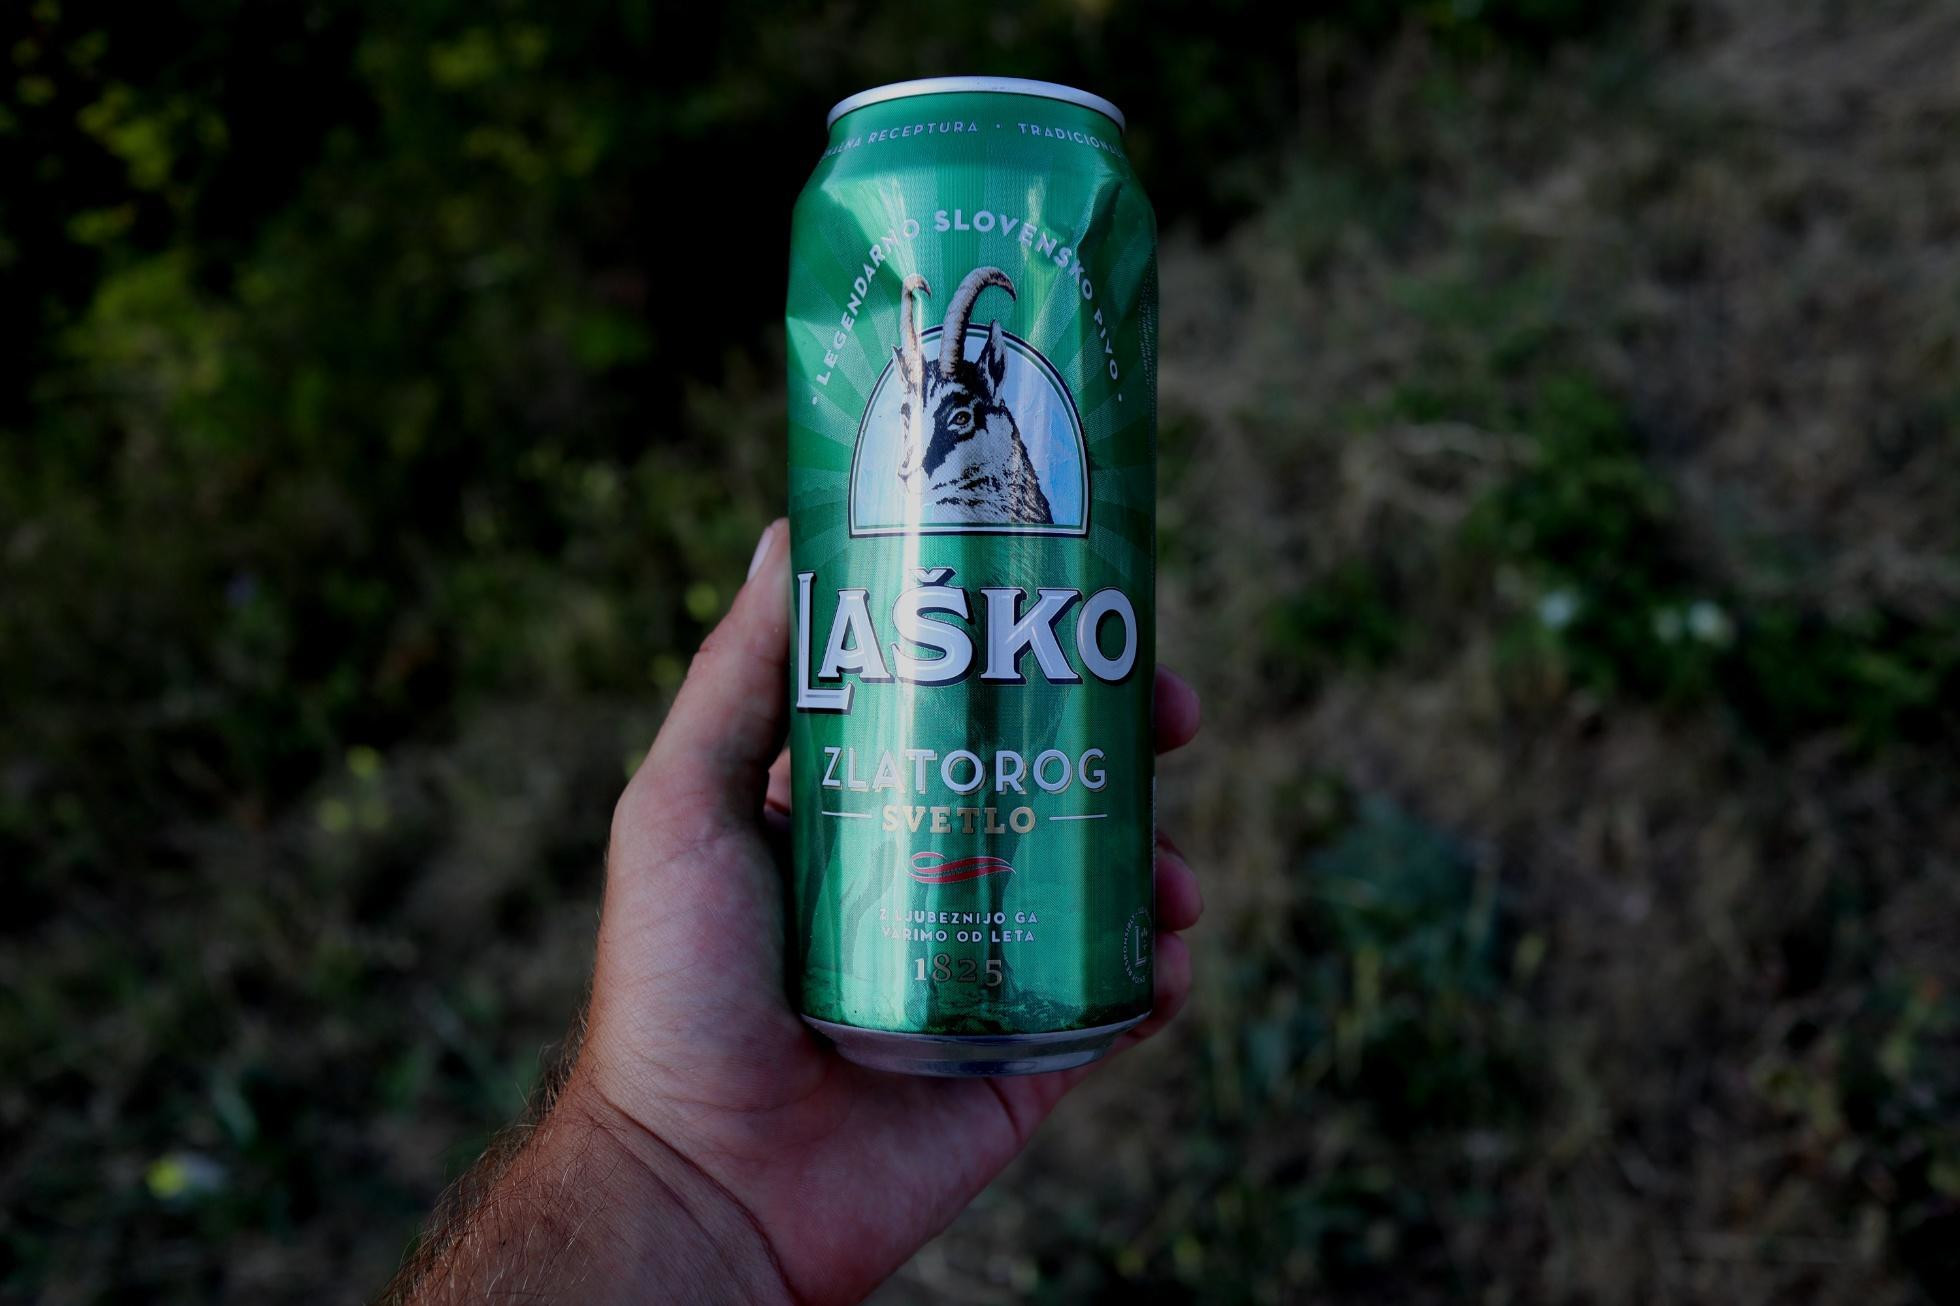 RECEPTURA • TRADICIONA
• LEGENDARNO SLOVENSKO PIVO •
LAŠKO
ZLATOROG
SVETLO
Z LJUBEZNIJO GA
VARIMO OD LETA
1825